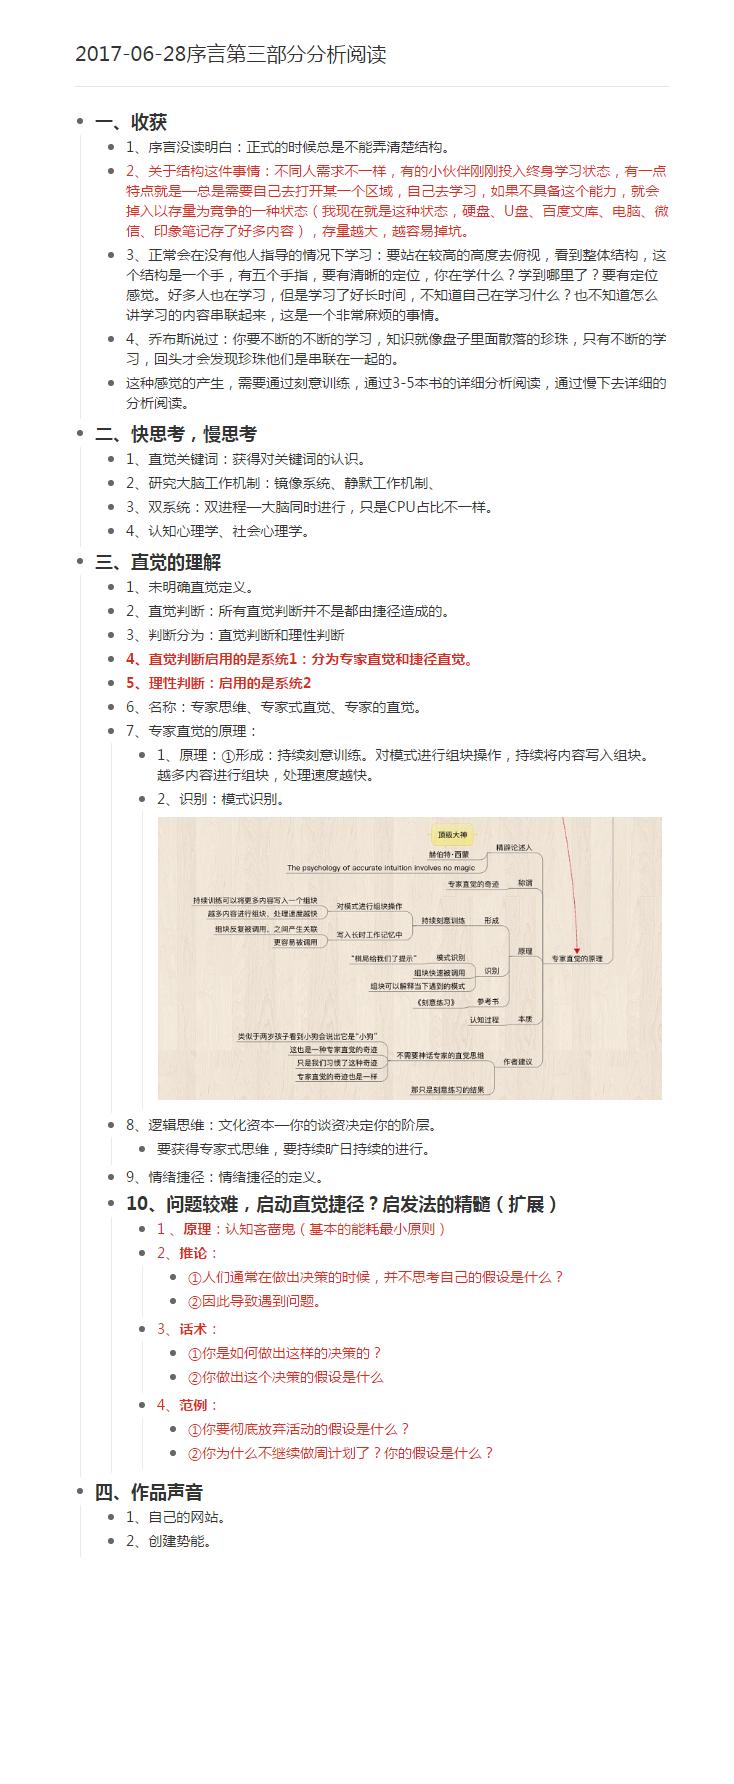 2017-06-28序言第三部分分析阅读
一、收获
1、序言没读明白：正式的时候总是不能弄清楚结构。
2、关于结构这件事情：不同人需求不一样，有的小伙伴刚刚投入终身学习状态，有一点
特点就是—总是需要自己去打开某一个区域，自己去学习，如果不具备这个能力，就会
掉入以存量为竞争的一种状态（我现在就是这种状态，硬盘、U盘、百度文库、电脑、微
信、印象笔记存了好多内容），存量越大，越容易掉坑。
3、正常会在没有他人指导的情况下学习：要站在较高的高度去俯视，看到整体结构，这
个结构是一个手，有五个手指，要有清晰的定位，你在学什么？学到哪里了？要有定位
感觉。好多人也在学习，但是学习了好长时间，不知道自己在学习什么？也不知道怎么
讲学习的内容串联起来，这是一个非常麻烦的事情。
4、乔布斯说过：你要不断的不断的学习，知识就像盘子里面散落的珍珠，只有不断的学
习，回头才会发现珍珠他们是串联在一起的。
这种感觉的产生，需要通过刻意训练，通过3-5本书的详细分析阅读，通过慢下去详细的
分析阅读。
二、快思考，慢思考
1、直觉关键词：获得对关键词的认识。
2、研究大脑工作机制：镜像系统、静默工作机制、
3、双系统：双进程—大脑同时进行，只是CPU占比不一样。
4、认知心理学、社会心理学。
三、直觉的理解
1、未明确直觉定义。
2、直觉判断：所有直觉判断并不是都由捷径造成的。
3、判断分为：直觉判断和理性判断
4、直觉判断启用的是系统1：分为专家直觉和捷径直觉。
5、理性判断：启用的是系统2
6、名称：专家思维、专家式直觉、专家的直觉。
7、专家直觉的原理：
1、原理：①形成：持续刻意训练。对模式进行组块操作，持续将内容写入组块。
越多内容进行组块，处理速度越快。
2、识别：模式识别。
顶级大神
赫伯特·西蒙
精辟论述人
The psychology of accurate intuition involves no magic
专家直觉的奇迹
称谓
持续训练可以将更多内容写入一个组块
越多内容进行组块，处理速度越快
对模式进行组块操作
组块反复被调用，之间产生关联
更容易被调用
写入长时工作记忆中
持续刻意训练
形成
“棋局给我们了提示”
模式识别
组块快速被调用
组块可以解释当下遇到的模式
识别
《刻意练习》
参考书
原理
专家直觉的原理
认知过程
本质
类似于两岁孩子看到小狗会说出它是“小狗”
这也是一种专家直觉的奇迹
只是我们习惯了这种奇迹
专家直觉的奇迹也是一样
不需要神话专家的直觉思维
那只是刻意练习的结果
作者建议
8、逻辑思维：文化资本—你的谈资决定你的阶层。
要获得专家式思维，要持续旷日持续的进行。
9、情绪捷径：情绪捷径的定义。
10、问题较难，启动直觉捷径？启发法的精髓（扩展）
1 、原理：认知吝啬鬼（基本的能耗最小原则）
2、推论：
①人们通常在做出决策的时候，并不思考自己的假设是什么？
②因此导致遇到问题。
3、话术：
①你是如何做出这样的决策的？
②你做出这个决策的假设是什么
4、范例：
①你要彻底放弃活动的假设是什么？
②你为什么不继续做周计划了？你的假设是什么？
四、作品声音
1、自己的网站。
2、创建势能。